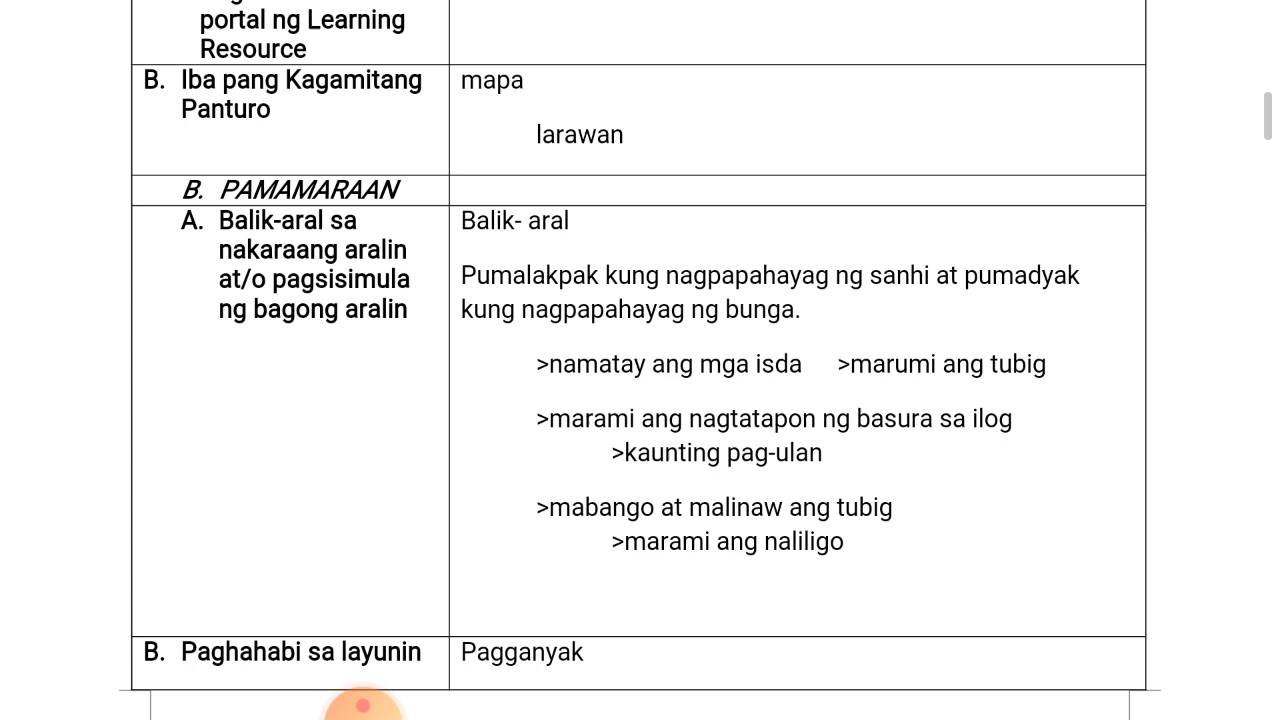 portal ng Learning
Resource
B. Iba pang Kagamitang
Panturo
mapa
larawan
B. PAMAMARAAN
A. Balik-aral sa
nakaraang aralin
at/o pagsisimula
ng bagong aralin
Balik- aral
Pumalakpak kung nagpapahayag ng sanhi at pumadyak
kung nagpapahayag ng bunga.
>namatay ang mga isda >marumi ang tubig
>marami ang nagtatapon ng basura sa ilog
>kaunting pag-ulan
>mabango at malinaw ang tubig
>marami ang naliligo
B. Paghahabi sa layunin
Pagganyak